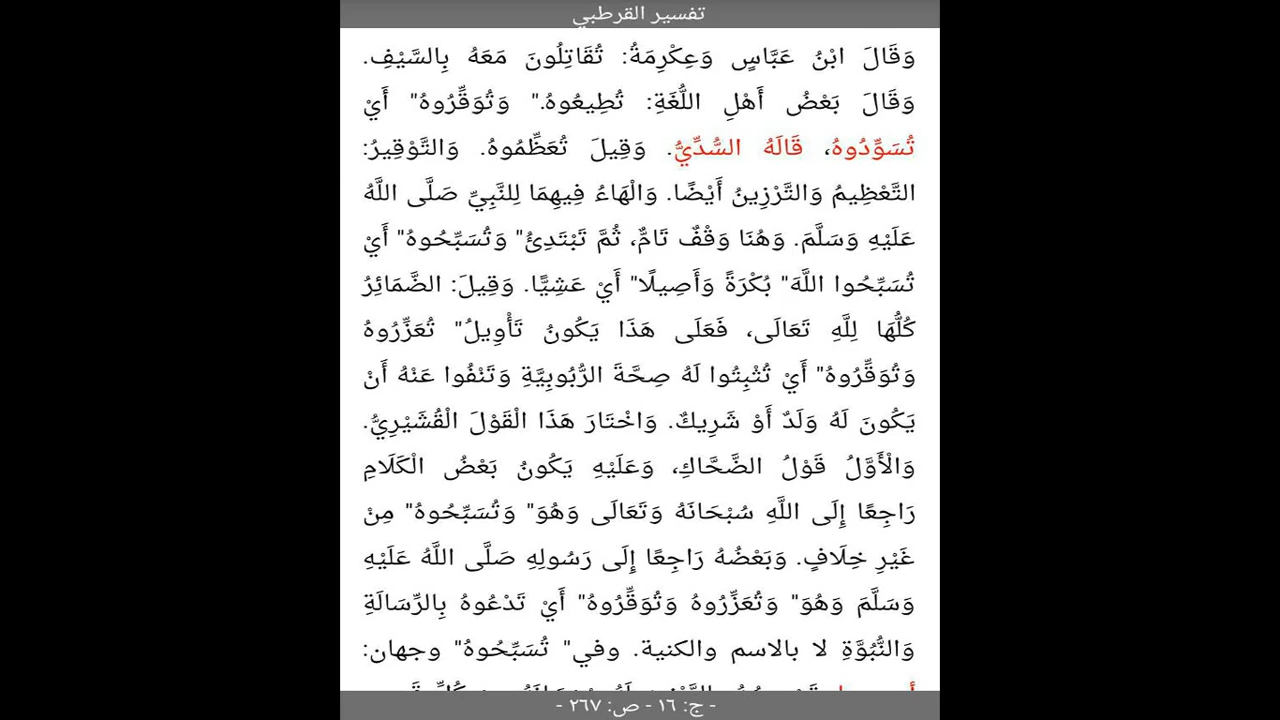 تفسير القرطبي
وَقَالَ ابْنُ عَبَّاسٍ وَعِكْرِمَةُ: تُقَاتِلُونَ مَعَهُ بِالسَّيْفِ.
وَقَالَ بَعْضُ أَهْلِ اللُّغَةِ: تُطِيعُوهُ." وَتُوَقِّرُوهُ" أَيْ
تُسَوِّدُوهُ، قَالَهُ السُّدِّيُّ. وَقِيلَ تُعَظِّمُوهُ. وَالتَّوْقِيرُ:
التَّعْظِيمُ وَالتَّرْزِينُ أَيْضًا. وَالْهَاءُ فِيهِمَا لِلنَّبِيِّ صَلَّى اللَّهُ
عَلَيْهِ وَسَلَّمَ. وَهُنَا وَقْفٌ تَامٌّ، ثُمَّ تَبْتَدِئُ" وَتُسَبِّحُوهُ" أَيْ
تُسَبِّحُوا اللَّهَ" بُكْرَةً وَأَصِيلًا" أَيْ عَشِيًّا. وَقِيلَ: الضَّمَائِرُ
كُلُّهَا لِلَّهِ تَعَالَى، فَعَلَى هَذَا يَكُونُ تَأْوِيلُ" تُعَزِّرُوهُ
وَتُوَقِّرُوهُ" أَيْ تُثْبِتُوا لَهُ صِحَّةَ الرُّبُوبِيَّةِ وَتَنْفُوا عَنْهُ أَنْ
يَكُونَ لَهُ وَلَدٌ أَوْ شَرِيكٌ. وَاخْتَارَ هَذَا الْقَوْلَ الْقُشَيْرِيُّ.
وَالْأَوَّلُ قَوْلُ الضَّحَّاكِ، وَعَلَيْهِ يَكُونُ بَعْضُ الْكَلَامِ
رَاجِعًا إِلَى اللَّهِ سُبْحَانَهُ وَتَعَالَى وَهُوَ" وَتُسَبِّحُوهُ" مِنْ
غَيْرِ خِلَافٍ. وَبَعْضُهُ رَاجِعًا إِلَى رَسُولِهِ صَلَّى اللَّهُ عَلَيْهِ
وَسَلَّمَ وَهُوَ" وَتُعَزِّرُوهُ وَتُوَقِّرُوهُ" أَيْ تَدْعُوهُ بِالرِّسَالَةِ
وَالنُّبُوَّةِ لا بالاسم والكنية. وفي" تُسَبِّحُوهُ" وجهان:
- ج: ١٦ - ص: ٢٦٧ -